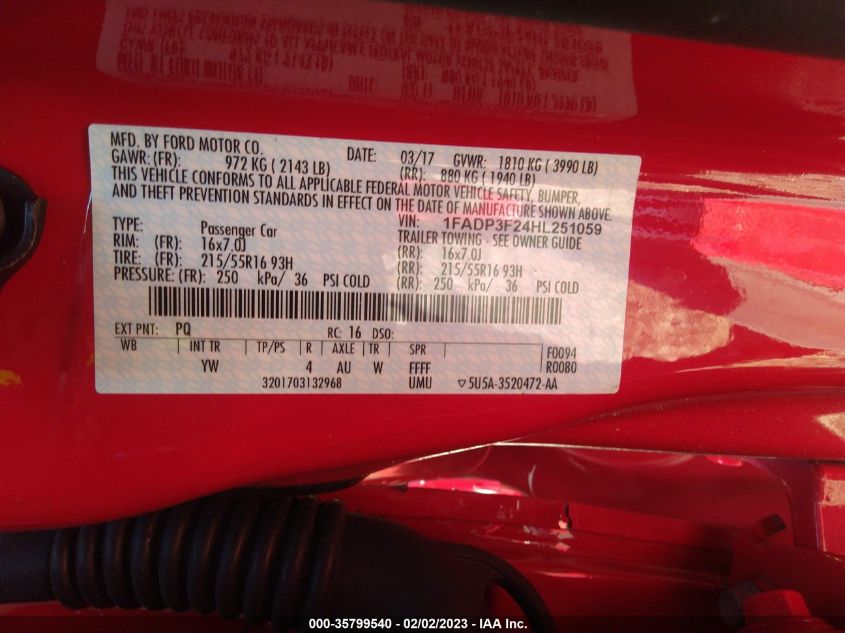 MFD. BY FORD MOTOR CO.
DATE: 03/17 GVWR: 1810 KG ( 3990 LB)
GAWR: (FR): 972 KG ( 2143 LB) (RR): 880 KG ( 1940 LB)
THIS VEHICLE CONFORMS TO ALL APPLICABLE FEDERAL MOTOR VEHICLE SAFETY, BUMPER,
AND THEFT PREVENTION STANDARDS IN EFFECT ON THE DATE OF MANUFACTURE SHOWN ABOVE.
VIN: 1FADP3F24HL251059
TYPE: Passenger Car TRAILER TOWING - SEE OWNER GUIDE
RIM: (FR): 16x7.0J (RR): 16x7.0J
TIRE: (FR): 215/55R16 93H (RR): 215/55R16 93H
PRESSURE: (FR): 250 kPa/ 36 PSI COLD (RR): 250 kPa/ 36 PSI COLD
EXT PNT: PQ RC: 16 DSO:
WB INT TR TP/PS R AXLE TR SPR F0094
YW 4 AU W FFFF R0080
3201703132968 UMU ▽5U5A-3520472-AA
000-35799540 - 02/02/2023 - IAA Inc.